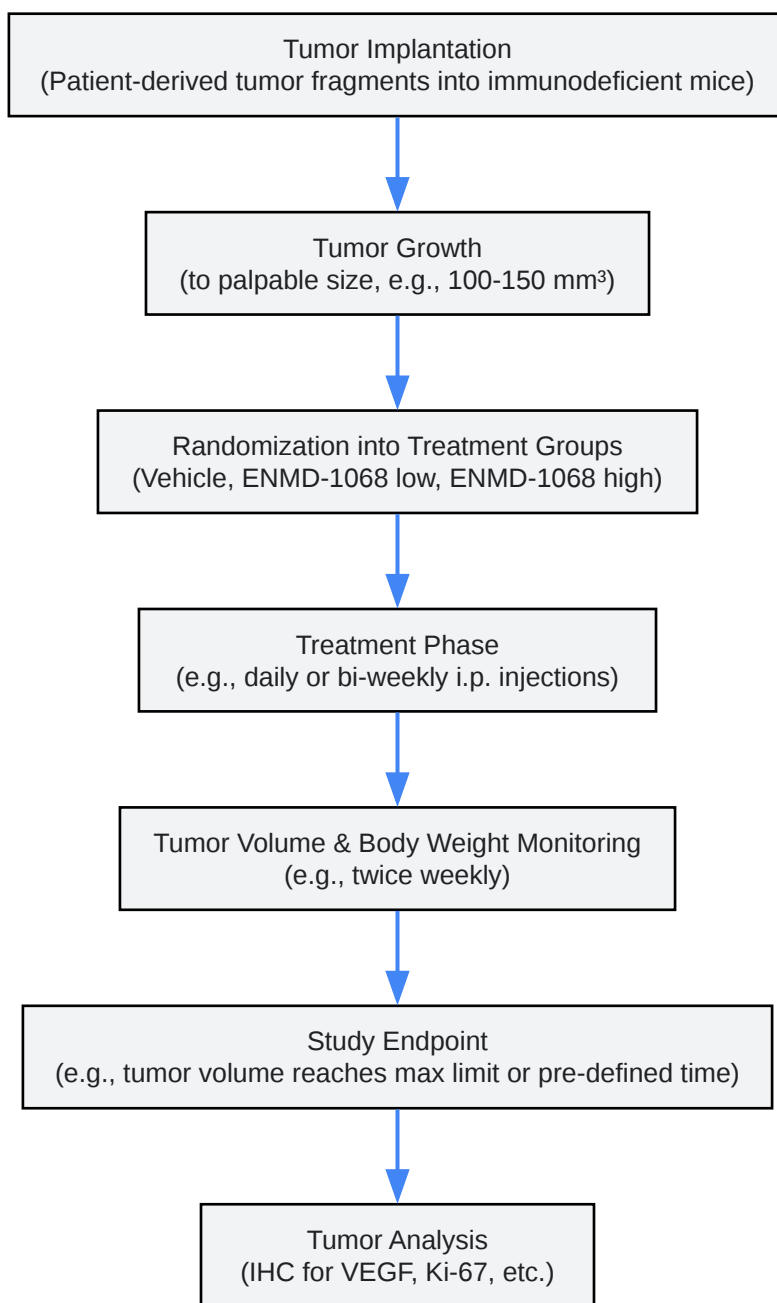 Tumor Implantation
(Patient-derived tumor fragments into immunodeficient mice)
Tumor Growth
(to palpable size, e.g., 100-150 mm³)
Randomization into Treatment Groups
(Vehicle, ENMD-1068 low, ENMD-1068 high)
Treatment Phase
(e.g., daily or bi-weekly i.p. injections)
Tumor Volume & Body Weight Monitoring
(e.g., twice weekly)
Study Endpoint
(e.g., tumor volume reaches max limit or pre-defined time)
Tumor Analysis
(IHC for VEGF, Ki-67, etc.)